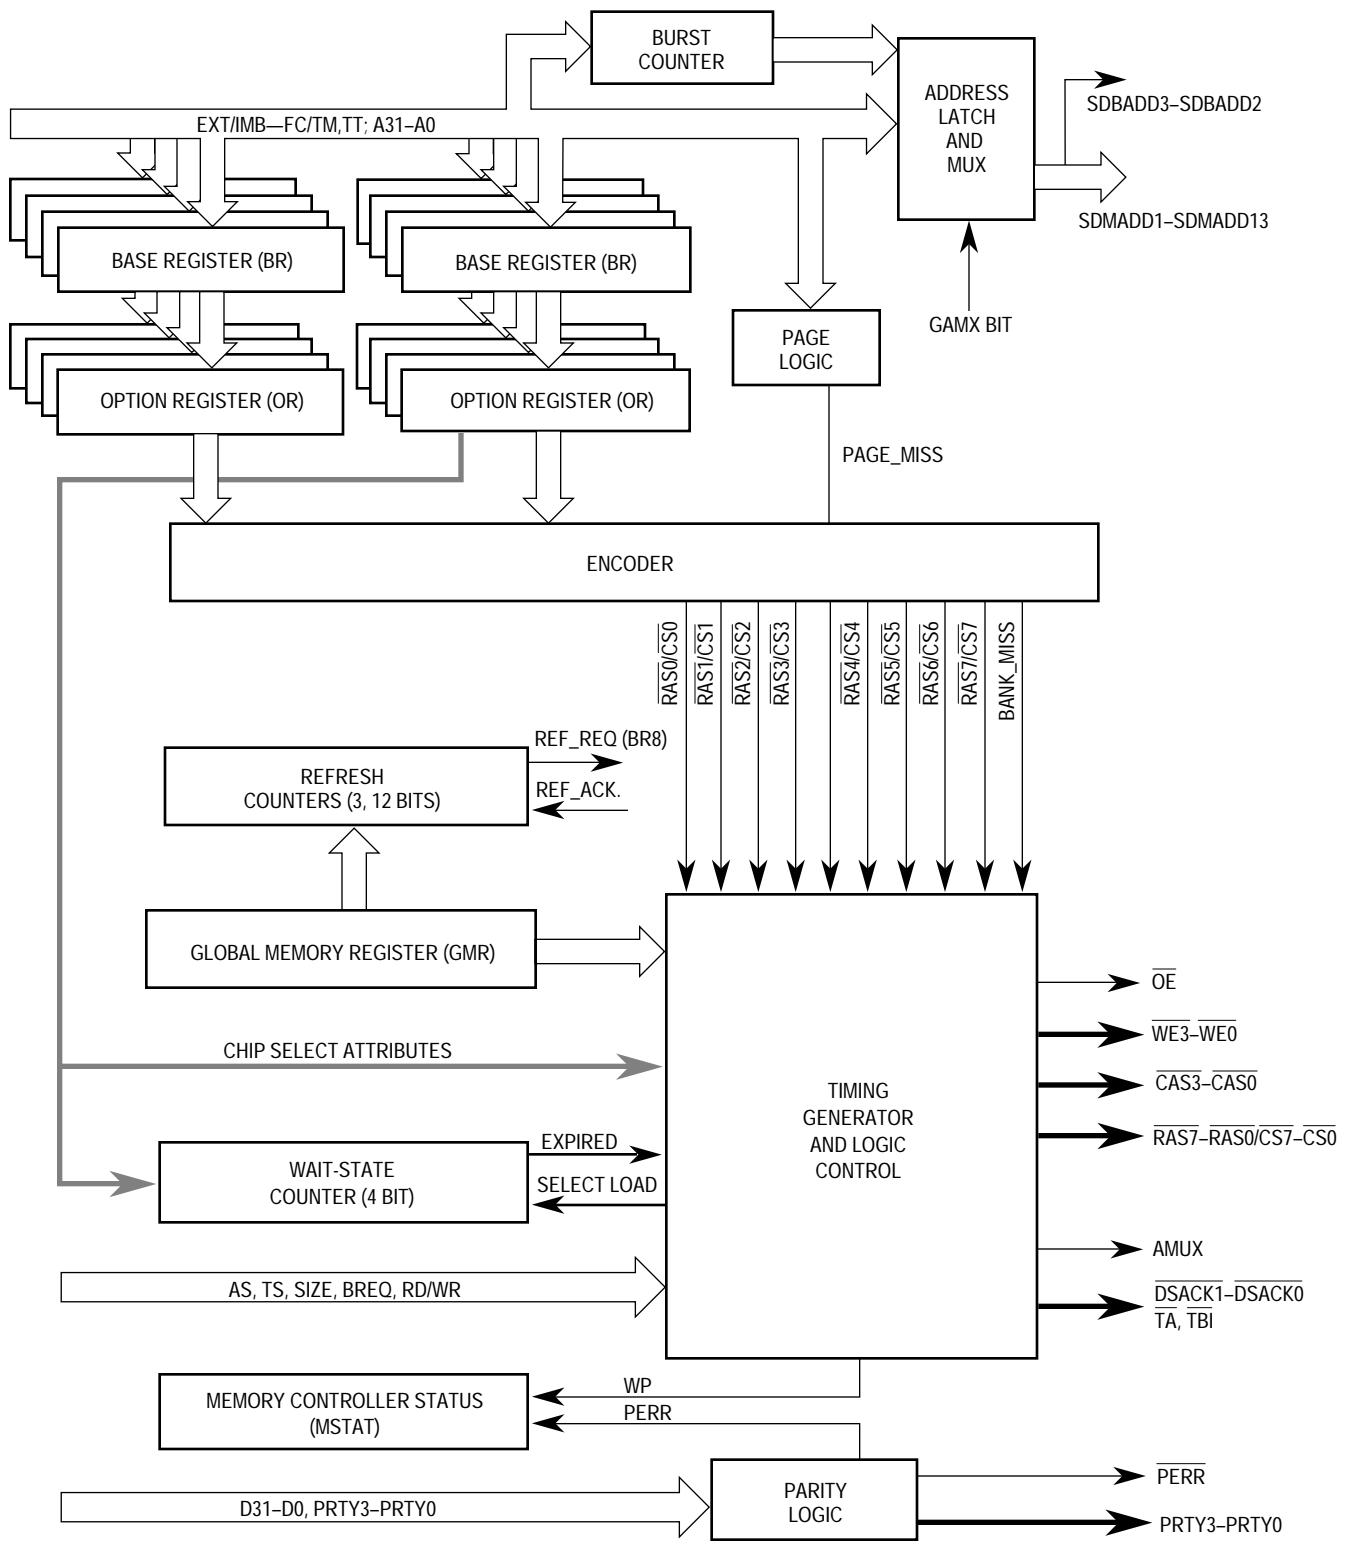 BURST
COUNTER
ADDRESS
LATCH
AND
MUX
SDBADD3–SDBADD2
EXT/IMB—FC/TM,TT; A31–A0
SDMADD1–SDMADD13
BASE REGISTER (BR)
BASE REGISTER (BR)
GAMX BIT
PAGE
LOGIC
OPTION REGISTER (OR)
OPTION REGISTER (OR)
PAGE_MISS
ENCODER
RAS0/CS0
RAS1/CS1
RAS2/CS2
RAS3/CS3
RAS4/CS4
RAS5/CS5
RAS6/CS6
RAS7/CS7
BANK_MISS
REFRESH
COUNTERS (3, 12 BITS)
REF_REQ (BR8)
REF_ACK.
GLOBAL MEMORY REGISTER (GMR)
OE
WE3–WE0
CHIP SELECT ATTRIBUTES
CAS3–CAS0
TIMING
GENERATOR
AND LOGIC
CONTROL
RAS7–RAS0/CS7–CS0
EXPIRED
WAIT-STATE
COUNTER (4 BIT)
SELECT LOAD
AMUX
AS, TS, SIZE, BREQ, RD/WR
DSACK1–DSACK0
TA, TBI
WP
MEMORY CONTROLLER STATUS
(MSTAT)
PERR
PERR
PARITY
LOGIC
D31–D0, PRTY3–PRTY0
PRTY3–PRTY0